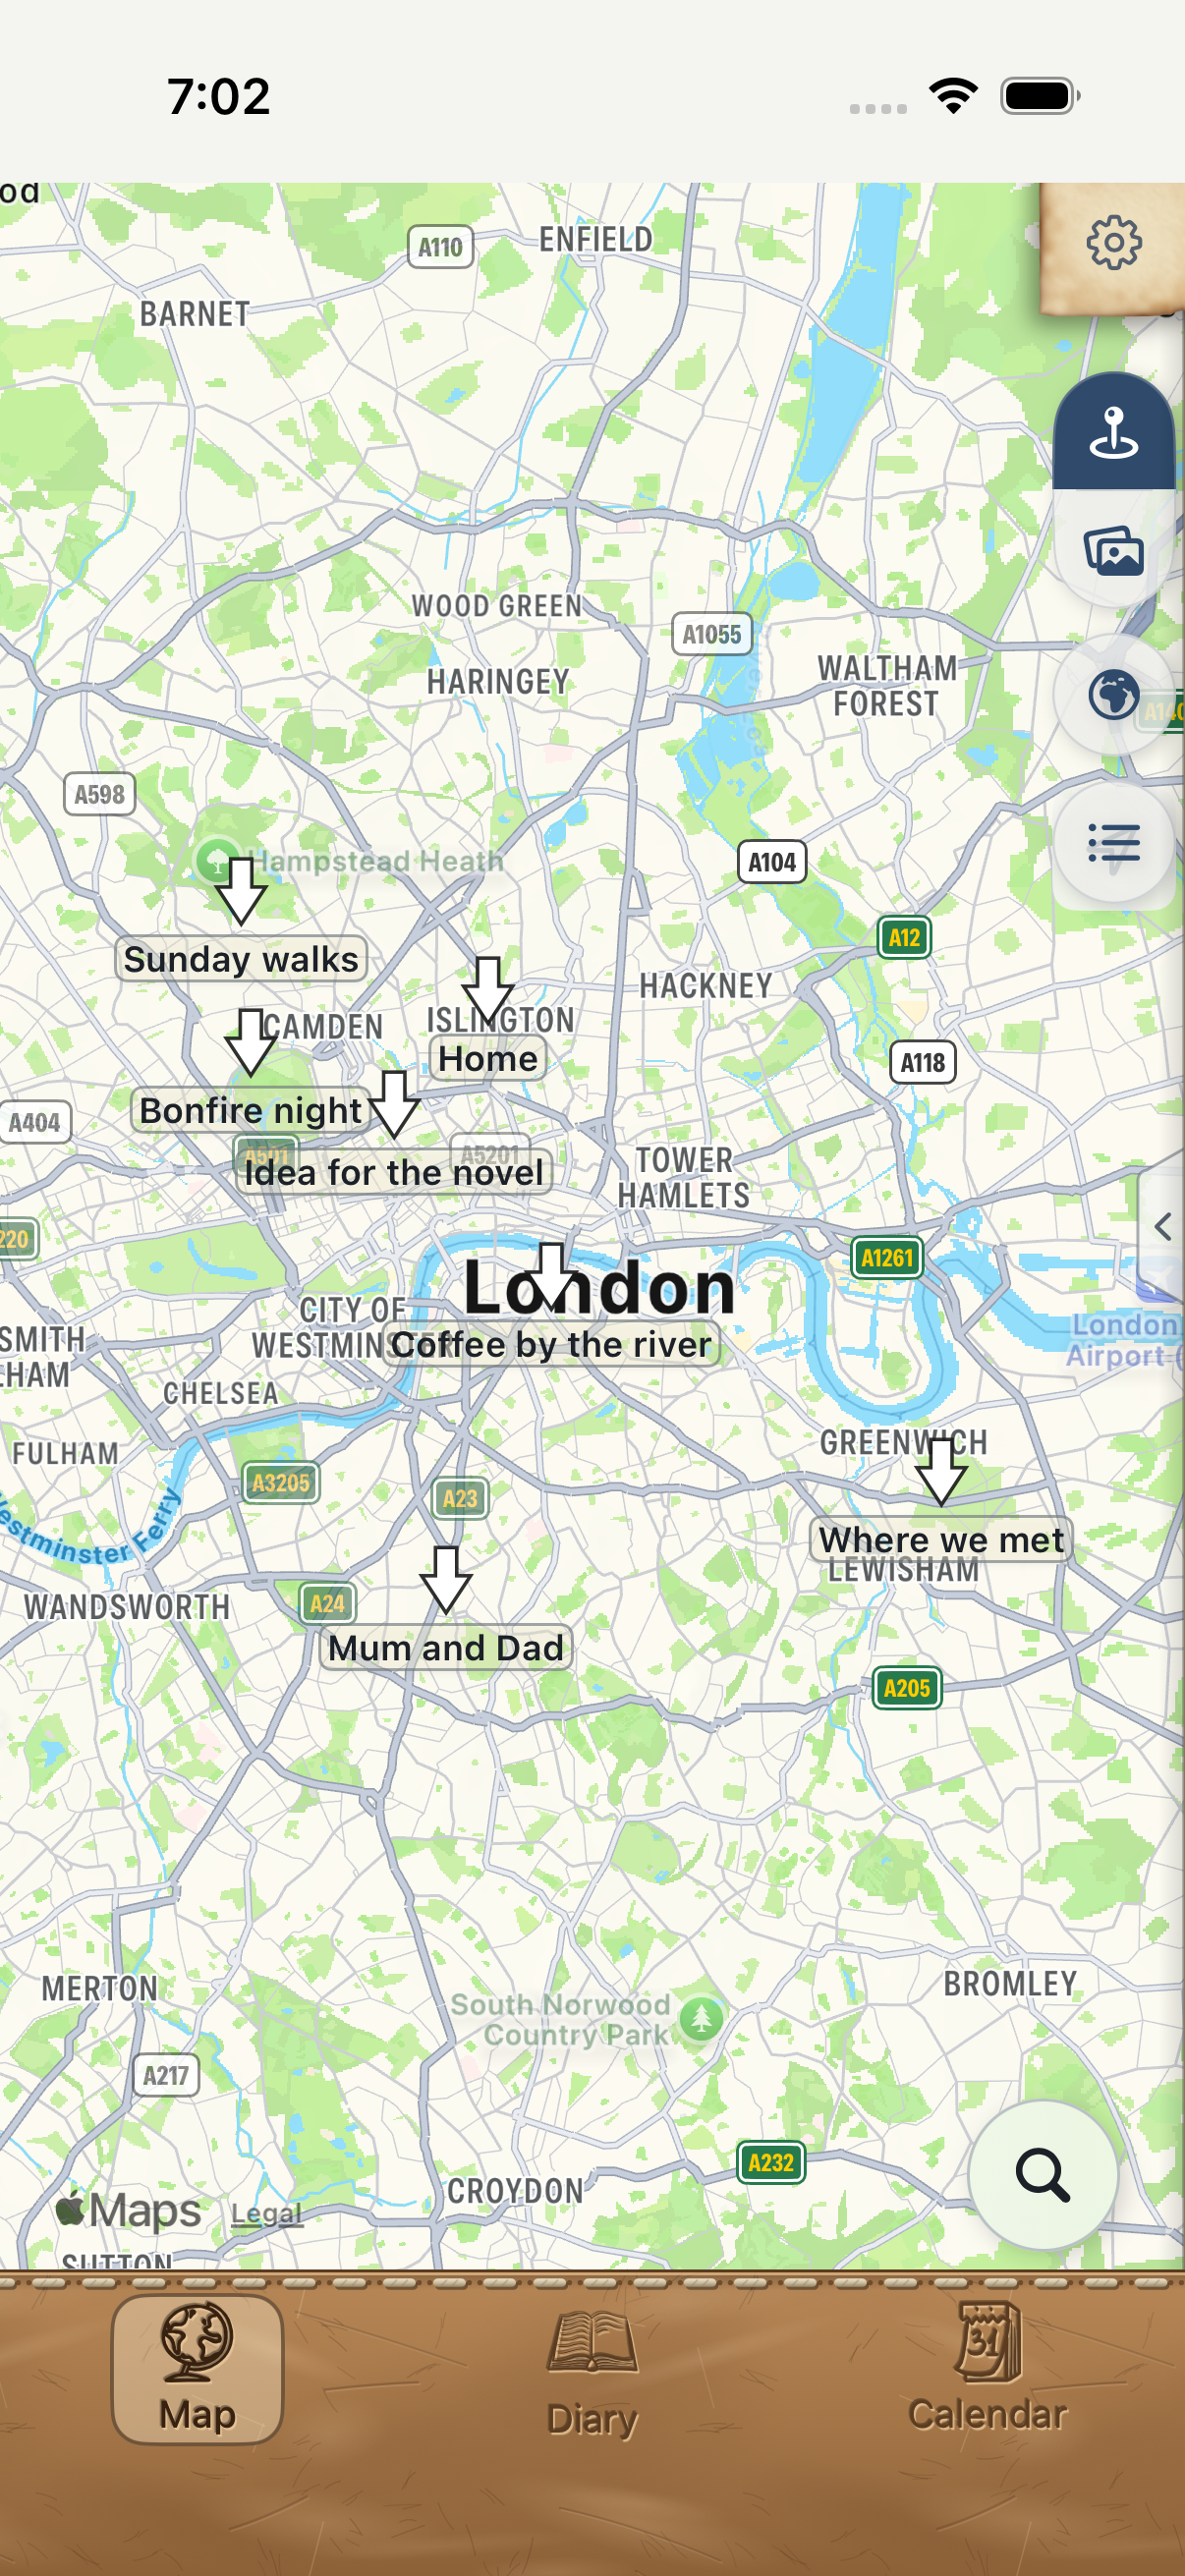 7:02
od
A110
ENFIELD
BARNET
WOOD GREEN
A1055
HARINGEY
WALTHAM
FOREST
A140
A598
Hampstead Heath
A104
A12
Sunday walks
HACKNEY
CAMDEN
ISLINGTON
Home
A118
Bonfire night
A404
A501
A5201
Idea for the novel
TOWER
HAMLETS
220
A1261
London
CITY OF
WESTMINSTER
Coffee by the river
SMITH
HAM
London
Airport (
CHELSEA
FULHAM
GREENWICH
A3205
A23
Westminster Ferry
Where we met
LEWISHAM
WANDSWORTH
A24
Mum and Dad
A205
MERTON
BROMLEY
South Norwood
Country Park
A217
A232
CROYDON
Maps
Legal
SUTTON
31
Map
Diary
Calendar